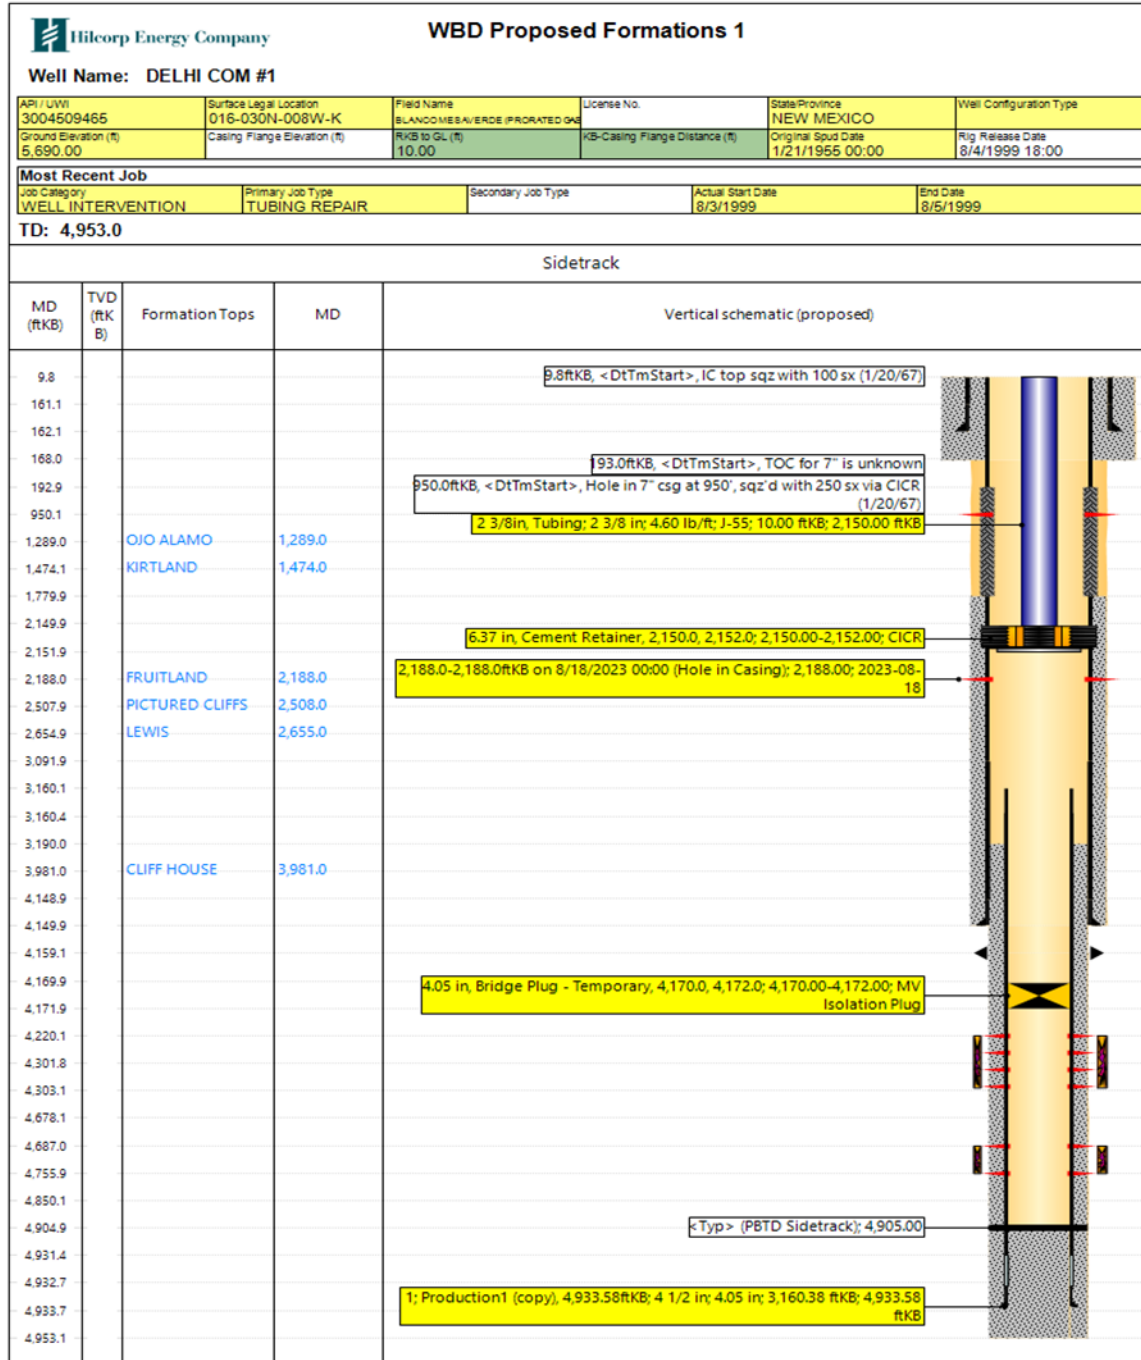 Hilcorp Energy Company
WBD Proposed Formations 1
Well Name: DELHI COM #1
API / UWI
3004509465
Surface Legal Location
016-030N-008W-K
Field Name
BLANCO MESAVERDE (PRORATED GAS
License No.
State/Province
NEW MEXICO
Well Configuration Type
Ground Elevation (ft)
5,690.00
Casing Flange Elevation (ft)
RKB to GL (ft)
10.00
KB-Casing Flange Distance (ft)
Original Spud Date
1/21/1955 00:00
Rig Release Date
8/4/1999 18:00
Most Recent Job
Job Category
WELL INTERVENTION
Primary Job Type
TUBING REPAIR
Secondary Job Type
Actual Start Date
8/3/1999
End Date
8/5/1999
TD: 4,953.0
Sidetrack
MD
(ftKB)
TVD
(ftK
B)
Formation Tops
MD
Vertical schematic (proposed)
9.8
9.8ftKB, <DtTmStart>, IC top sqz with 100 sx (1/20/67)
161.1
162.1
168.0
193.0ftKB, <DtTmStart>, TOC for 7" is unknown
192.9
950.0ftKB, <DtTmStart>, Hole in 7" csg at 950', sqz'd with 250 sx via CICR
(1/20/67)
950.1
2 3/8in, Tubing; 2 3/8 in; 4.60 lb/ft; J-55; 10.00 ftKB; 2,150.00 ftKB
1,289.0 OJO ALAMO 1,289.0
1,474.1 KIRTLAND 1,474.0
1,779.9
2,149.9
6.37 in, Cement Retainer, 2,150.0, 2,152.0; 2,150.00-2,152.00; CICR
2,151.9
2,188.0 FRUITLAND 2,188.0
2,188.0-2,188.0ftKB on 8/18/2023 00:00 (Hole in Casing); 2,188.00; 2023-08-
18
2,507.9 PICTURED CLIFFS 2,508.0
2,654.9 LEWIS 2,655.0
3,091.9
3,160.1
3,160.4
3,190.0
3,981.0 CLIFF HOUSE 3,981.0
4,148.9
4,149.9
4,159.1
4,169.9
4.05 in, Bridge Plug - Temporary, 4,170.0, 4,172.0; 4,170.00-4,172.00; MV
Isolation Plug
4,171.9
4,220.1
4,301.8
4,303.1
4,678.1
4,687.0
4,755.9
4,850.1
4,904.9
<Typ> (PBTD Sidetrack); 4,905.00
4,931.4
4,932.7
4,933.7
1; Production1 (copy), 4,933.58ftKB; 4 1/2 in; 4.05 in; 3,160.38 ftKB; 4,933.58
ftKB
4,953.1